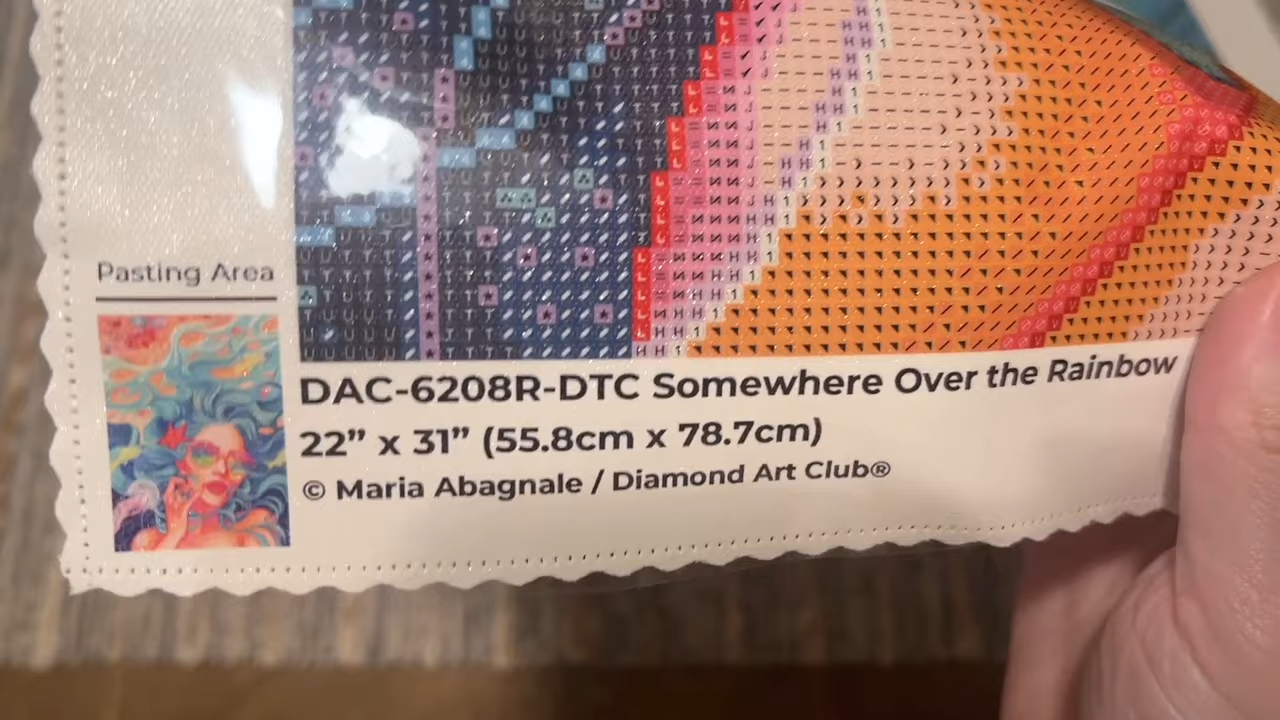 Pasting Area
DAC-6208R-DTC Somewhere Over the Rainbow
22” x 31” (55.8cm x 78.7cm)
© Maria Abagnale / Diamond Art Club®